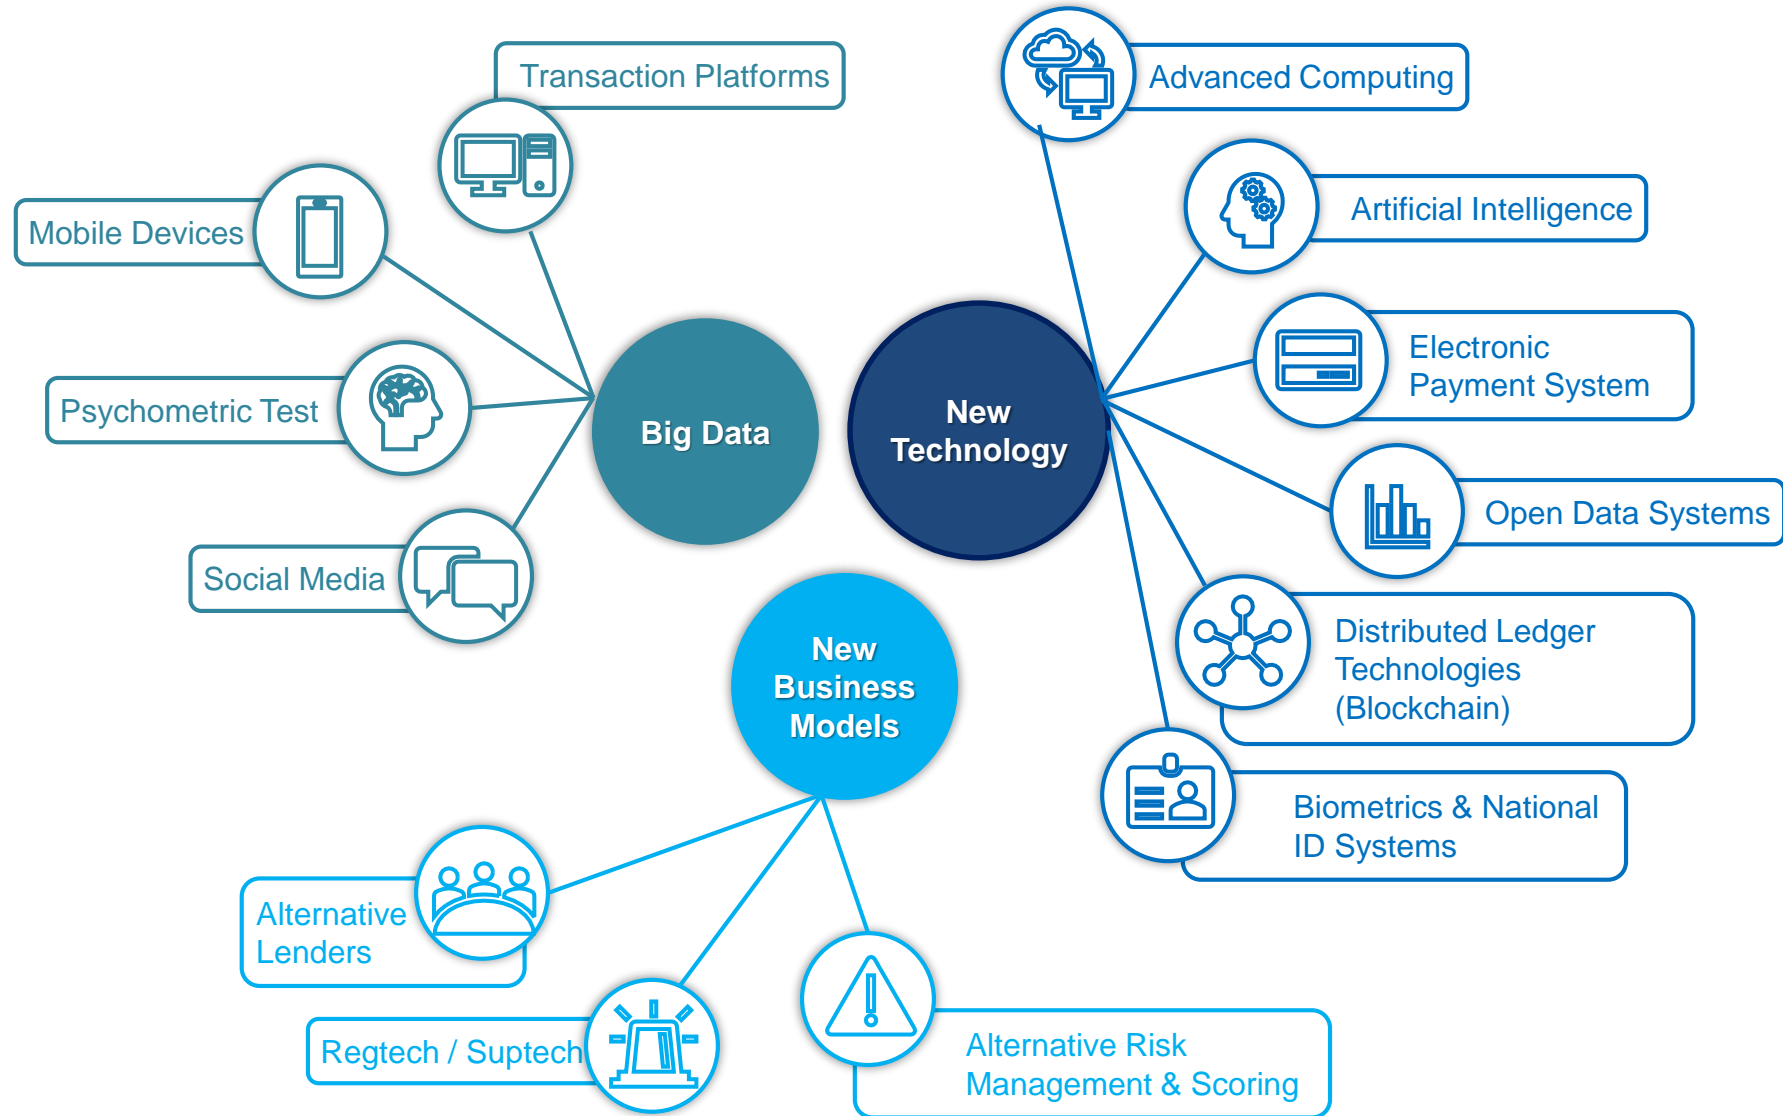 Transaction Platforms
Mobile Devices
Psychometric Test
Social Media
Big Data
New
Technology
Advanced Computing
Artificial Intelligence
Electronic
Payment System
Open Data Systems
Distributed Ledger
Technologies
(Blockchain)
Biometrics & National
ID Systems
New
Business
Models
Alternative
Lenders
Regtech / Suptech
Alternative Risk
Management & Scoring